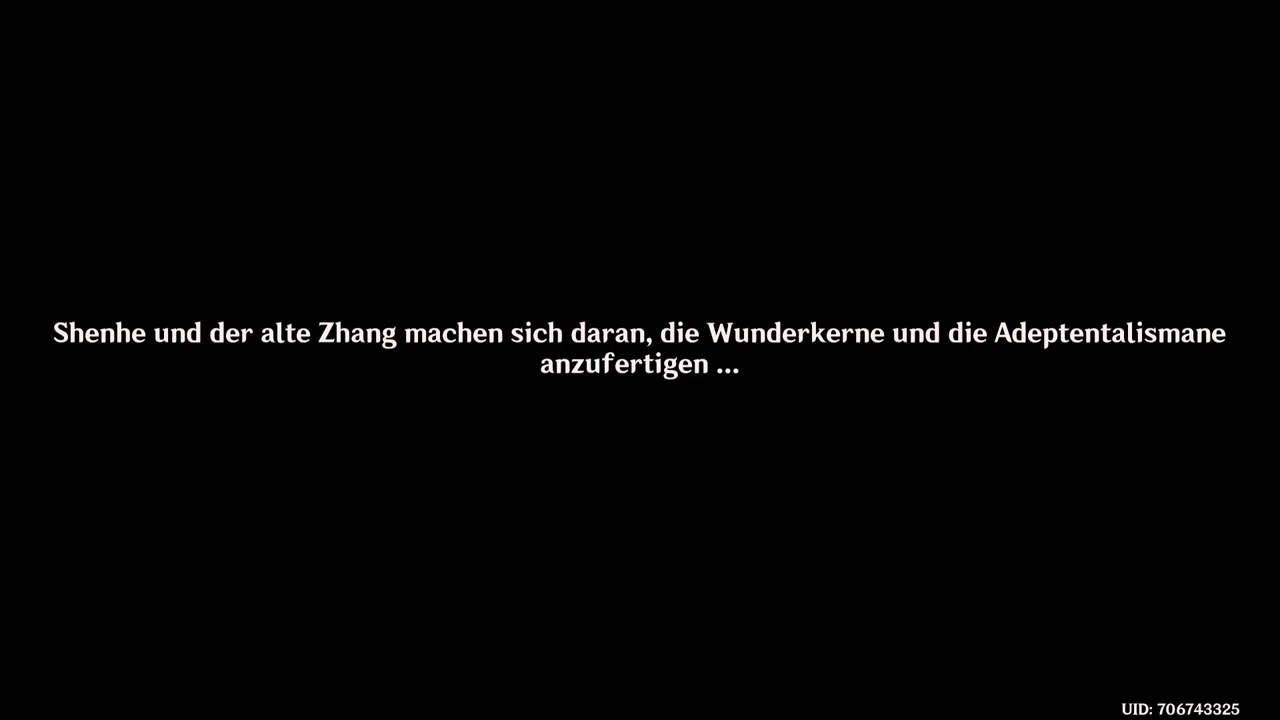 Shenhe und der alte Zhang machen sich daran, die Wunderkerne und die Adeptentalismane
anzufertigen ...
UID: 706743325